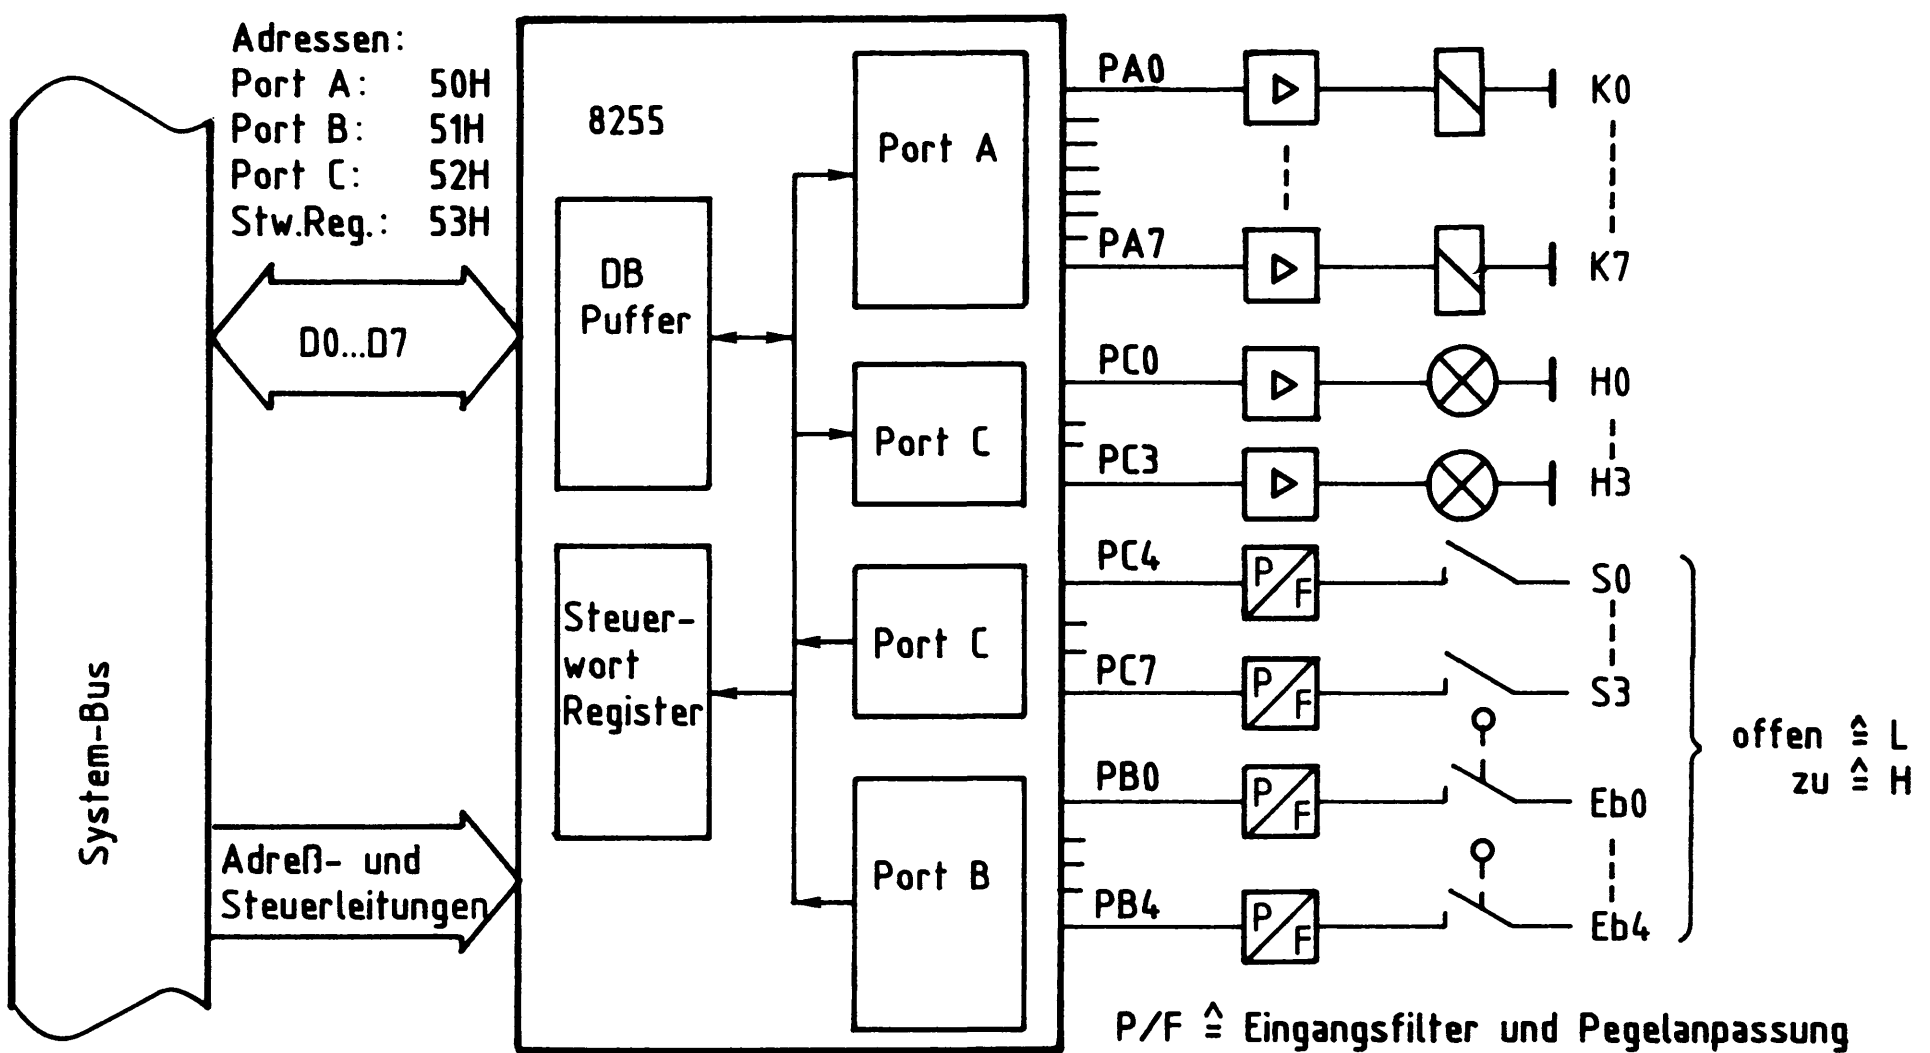 Adressen:
Port A: 50H
Port B: 51H
Port C: 52H
Stw.Reg.: 53H
D0...D7
System-Bus
Adreß- und
Steuerleitungen
8255
DB
Puffer
Steuer-
wort
Register
Port A
Port C
Port C
Port B
PA0
K0
PA7
K7
PC0
H0
PC3
H3
PC4
P/F
S0
PC7
P/F
S3
PB0
P/F
Eb0
PB4
P/F
Eb4
offen ≙ L
zu ≙ H
P/F ≙ Eingangsfilter und Pegelanpassung